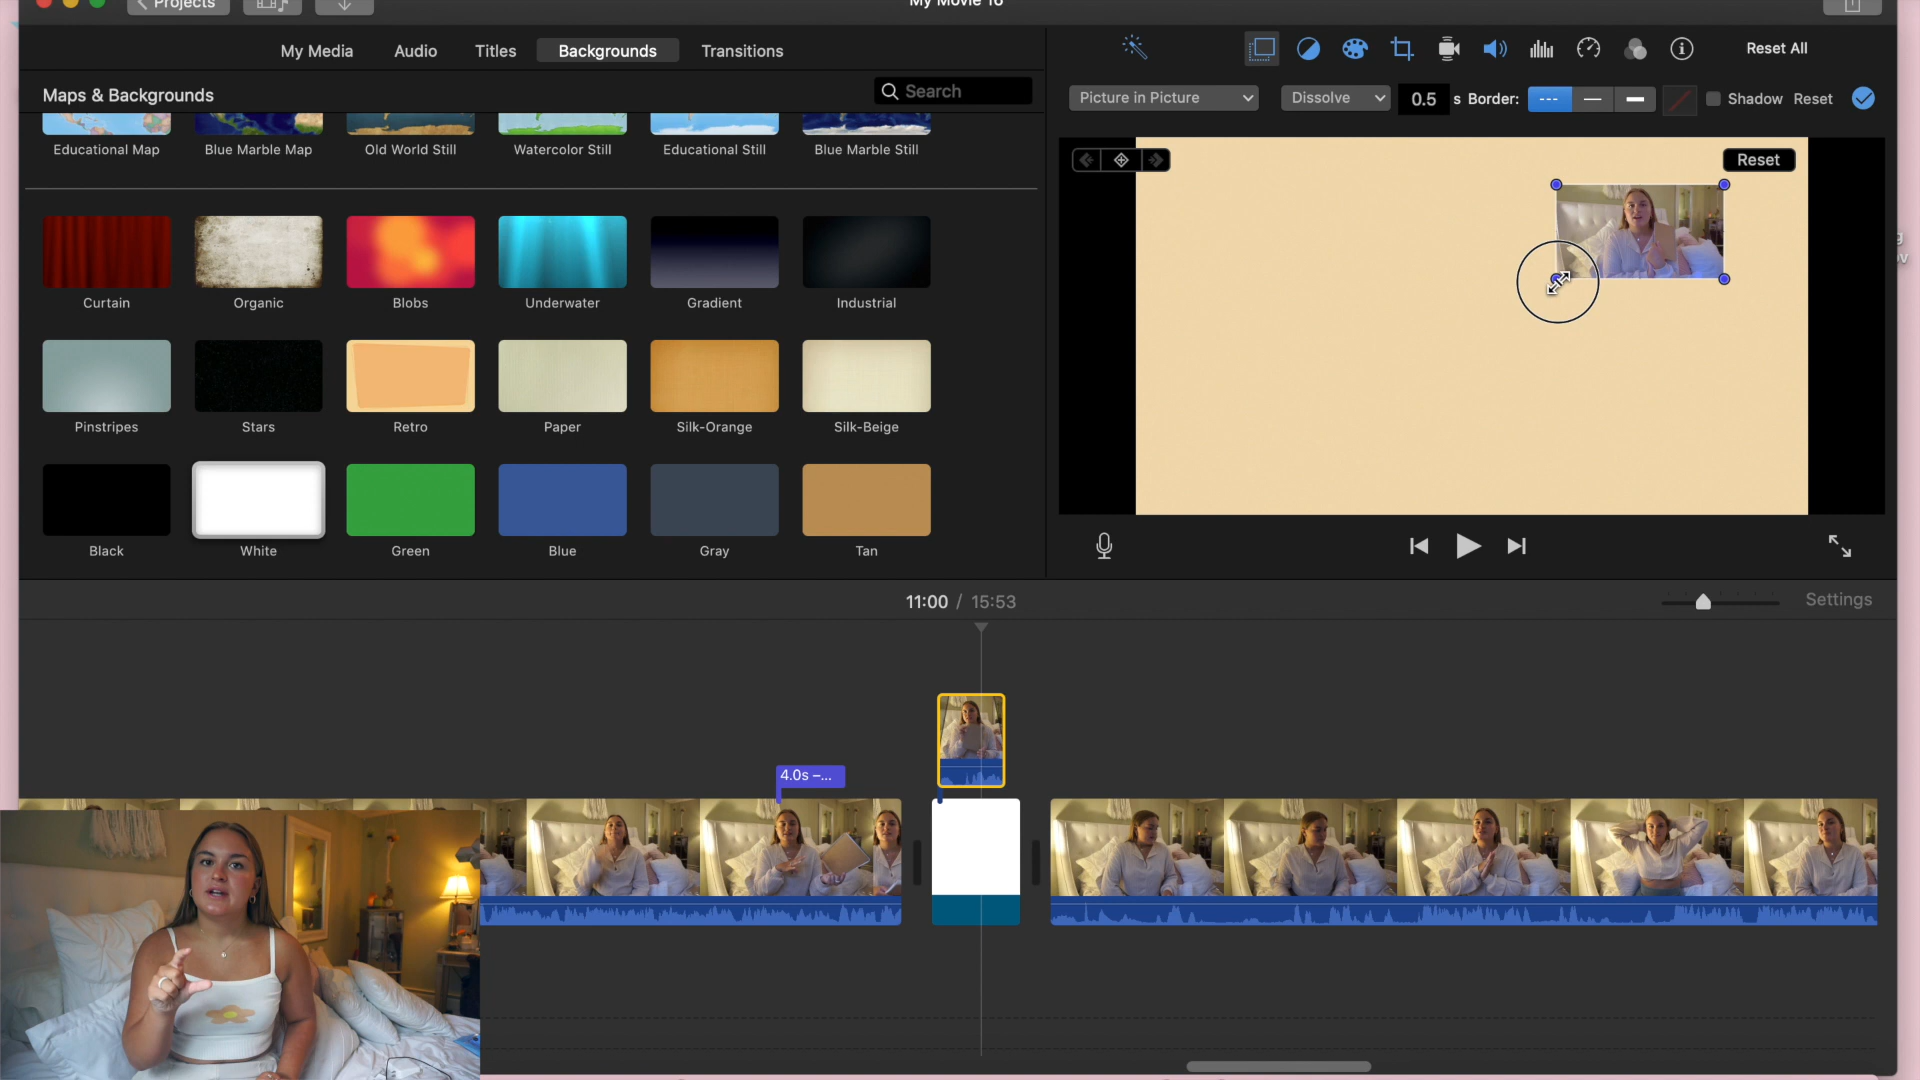 Projects
My Movie 10
My Media
Audio
Titles
Backgrounds
Transitions
Reset All
Maps & Backgrounds
Search
Picture in Picture
Dissolve
0.5 s Border:
Shadow
Reset
Educational Map
Blue Marble Map
Old World Still
Watercolor Still
Educational Still
Blue Marble Still
Reset
Curtain
Organic
Blobs
Underwater
Gradient
Industrial
Pinstripes
Stars
Retro
Paper
Silk-Orange
Silk-Beige
Black
White
Green
Blue
Gray
Tan
11:00 / 15:53
Settings
4.0s –...